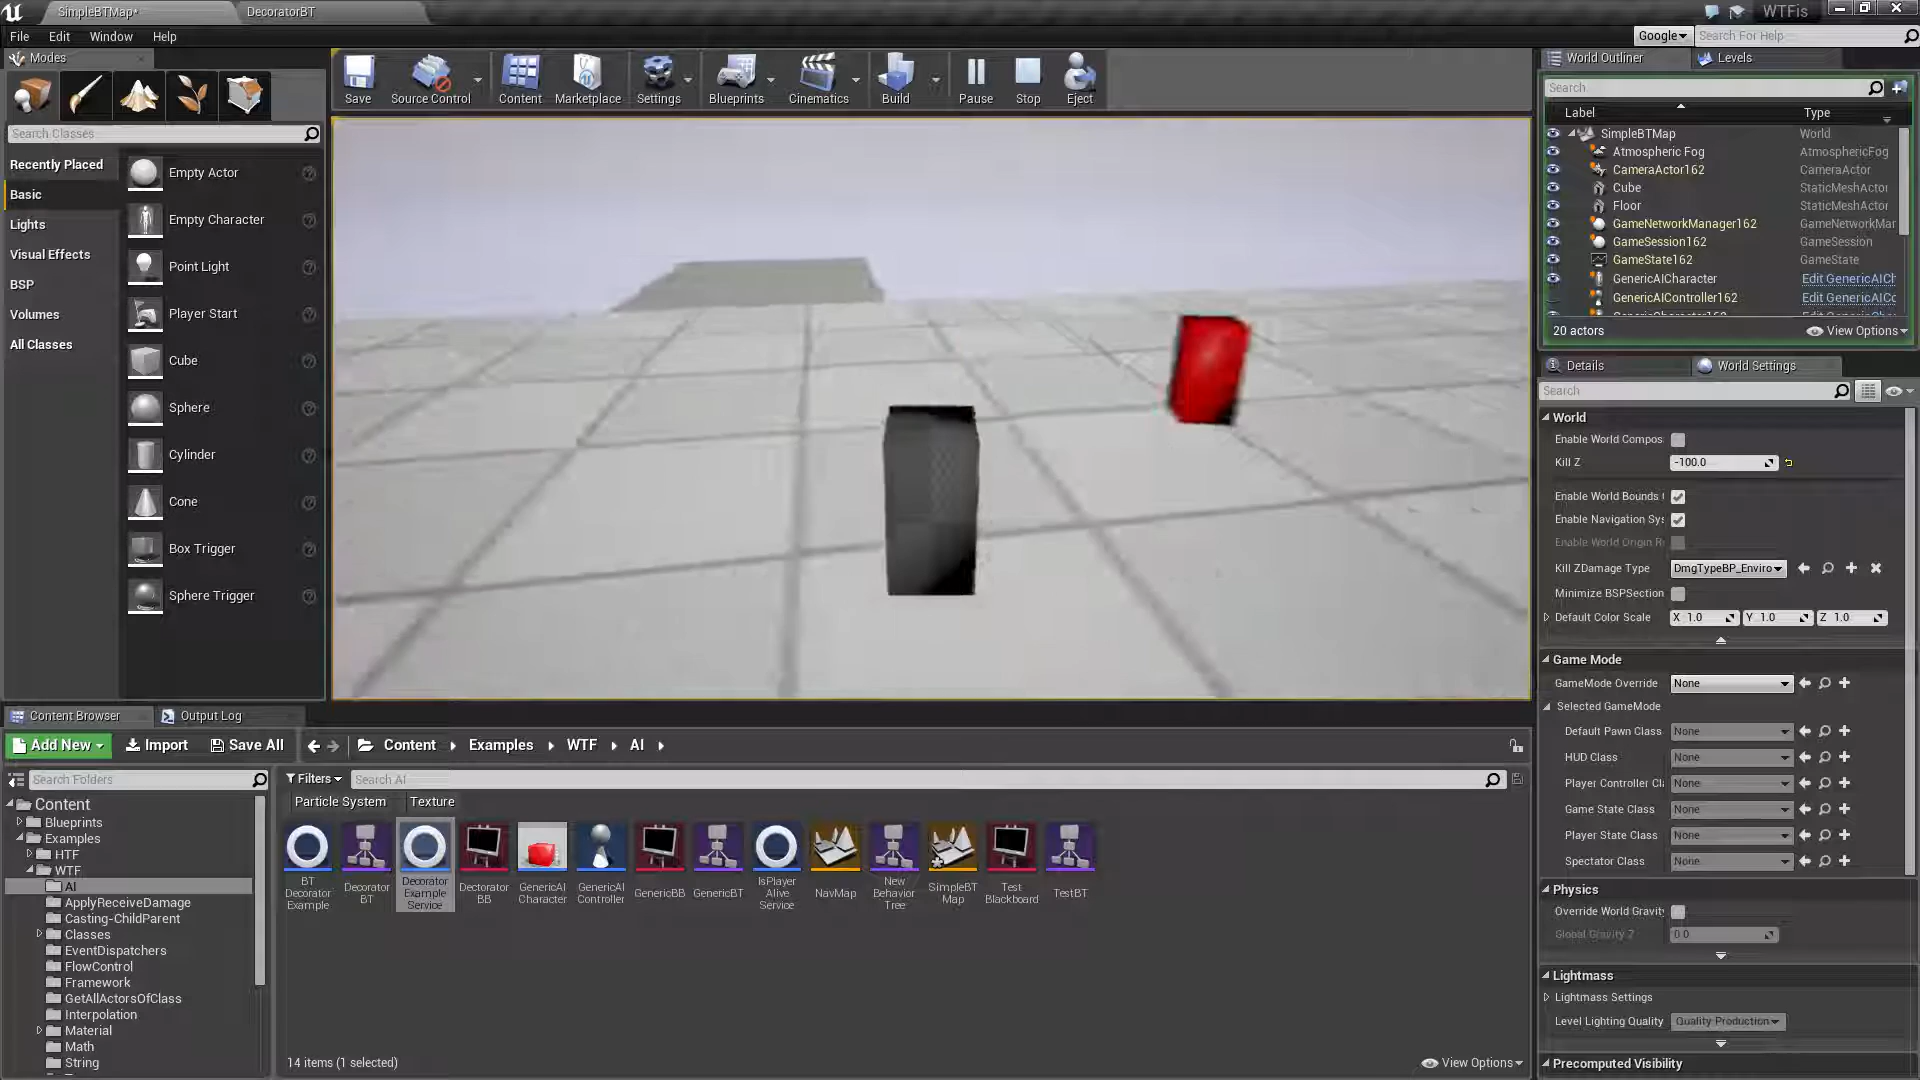 SimpleBTMap*
DecoratorBT
WTFis
File Edit Window Help
Google
Search For Help
Modes
Save
Source Control
Content
Marketplace
Settings
Blueprints
Cinematics
Build
Pause
Stop
Eject
Search Classes
Recently Placed
Basic
Lights
Visual Effects
BSP
Volumes
All Classes
Empty Actor
Empty Character
Point Light
Player Start
Cube
Sphere
Cylinder
Cone
Box Trigger
Sphere Trigger
World Outliner
Levels
Search
Label Type
SimpleBTMap World
Atmospheric Fog AtmosphericFog
CameraActor162 CameraActor
Cube StaticMeshActor
Floor StaticMeshActor
GameNetworkManager162 GameNetworkMar
GameSession162 GameSession
GameState162 GameState
GenericAICharacter Edit GenericAICh
GenericAIController162 Edit GenericAICo
20 actors
View Options
Details
World Settings
Search
World
Enable World Compos
Kill Z -100.0
Enable World Bounds
Enable Navigation Sys
Enable World Origin R
Kill ZDamage Type DmgTypeBP_Enviro
Minimize BSPSection
Default Color Scale X 1.0 Y 1.0 Z 1.0
Game Mode
GameMode Override None
Selected GameMode
Default Pawn Class None
HUD Class None
Player Controller Cl None
Game State Class None
Player State Class None
Spectator Class None
Physics
Override World Gravity
Global Gravity Z 0.0
Lightmass
Lightmass Settings
Level Lighting Quality Quality Production
Precomputed Visibility
Content Browser
Output Log
Add New
Import
Save All
Content
Examples
WTF
AI
Search Folders
Filters
Search AI
Particle System
Texture
Content
Blueprints
Examples
HTF
WTF
AI
ApplyReceiveDamage
Casting-ChildParent
Classes
EventDispatchers
FlowControl
Framework
GetAllActorsOfClass
Interpolation
Material
Math
String
BT
Decorator
Example
Decorator
BT
Decorator
Example
Service
Dectorator
BB
GenericAI
Character
GenericAI
Controller
GenericBB
GenericBT
IsPlayer
Alive
Service
NavMap
New
Behavior
Tree
SimpleBT
Map
Test
Blackboard
TestBT
14 items (1 selected)
View Options